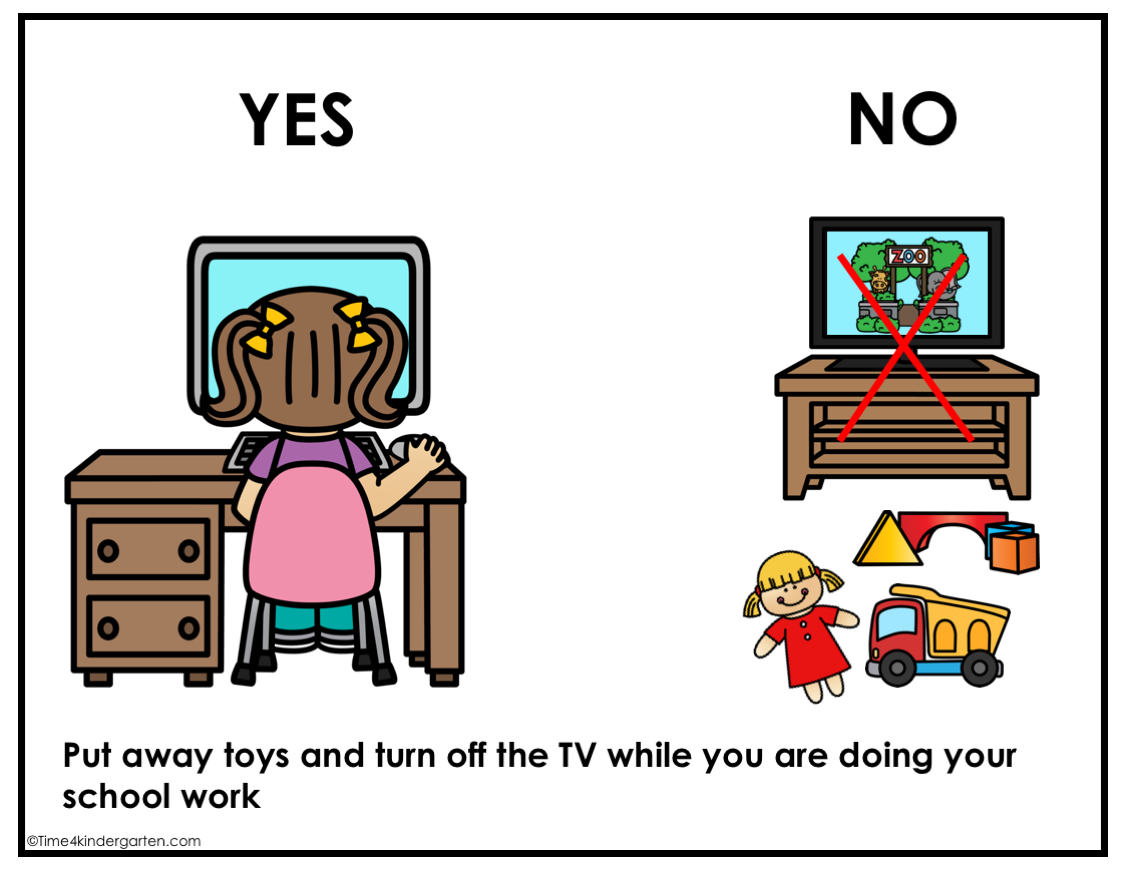 YES
NO
ZOO
Put away toys and turn off the TV while you are doing your
school work
©Time4kindergarten.com